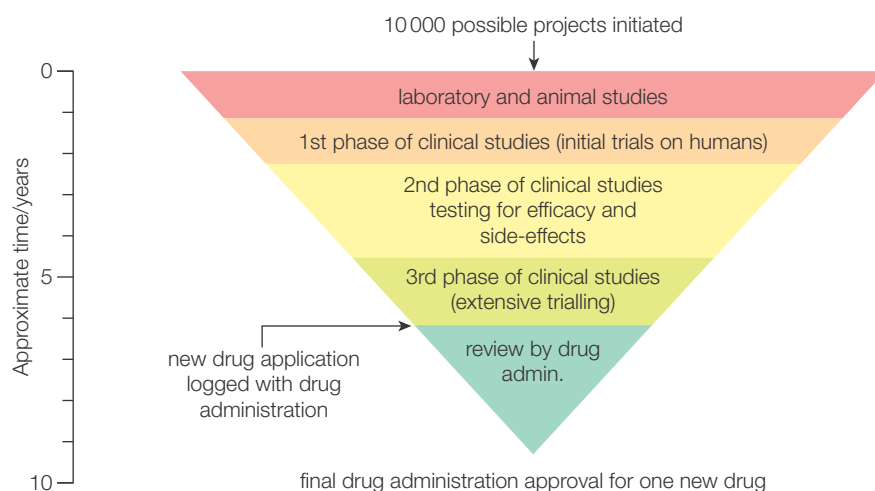 10 000 possible projects initiated
0
laboratory and animal studies
1st phase of clinical studies (initial trials on humans)
2nd phase of clinical studies
testing for efficacy and
side-effects
Approximate time/years
5
3rd phase of clinical studies
(extensive trialling)
new drug application
logged with drug
administration
review by drug
admin.
10
final drug administration approval for one new drug